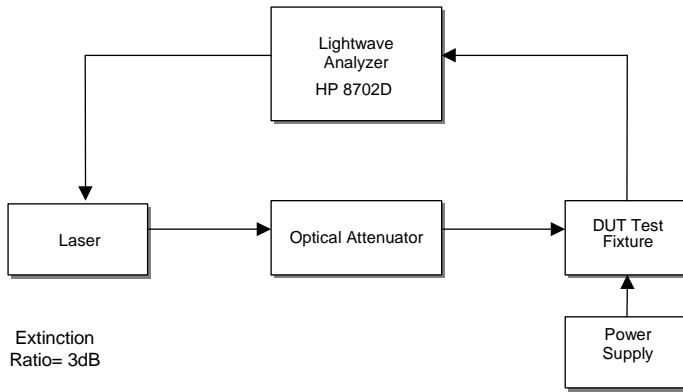 Lightwave
Analyzer
HP 8702D
Laser
Optical Attenuator
DUT Test
Fixture
Extinction
Ratio= 3dB
Power
Supply